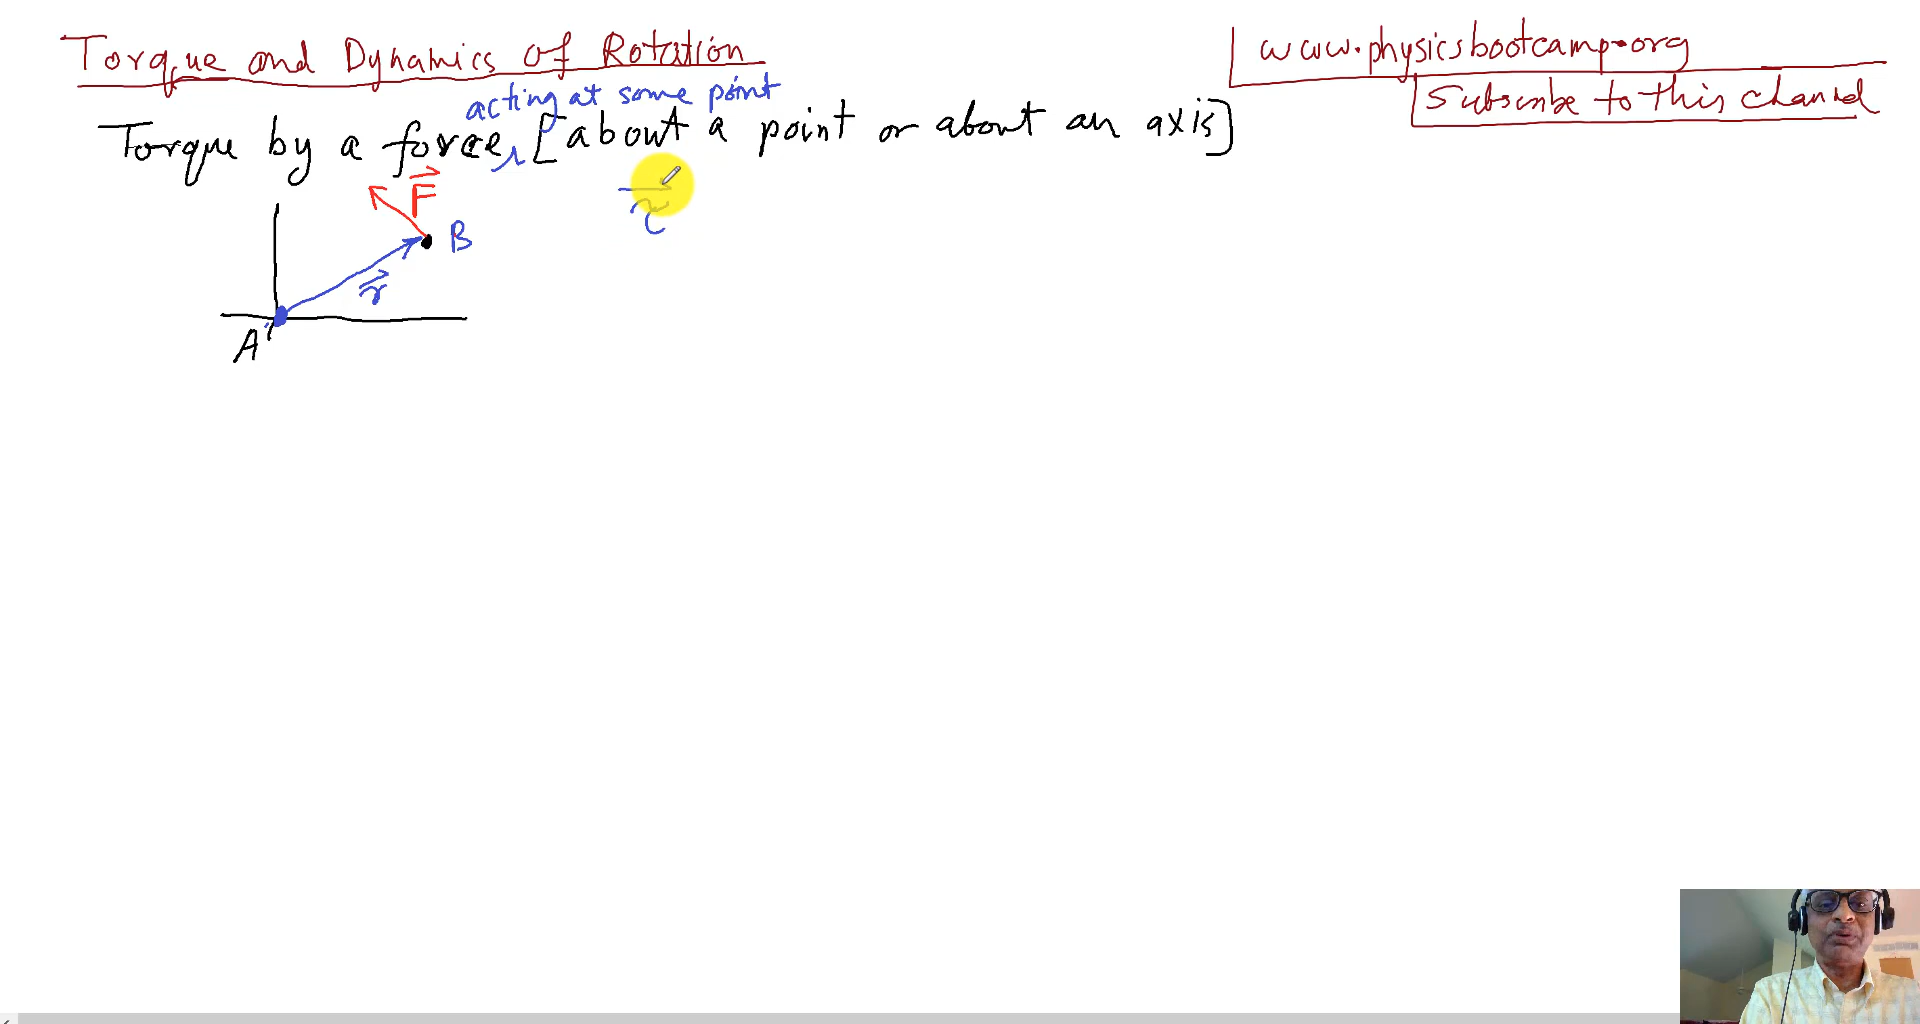 Torque and Dynamics Of Rotation
www.physicsbootcamp.org
Subscribe to this channel
acting at some point
Torque by a force [about a point or about an axis]
F
B
r
A
τ